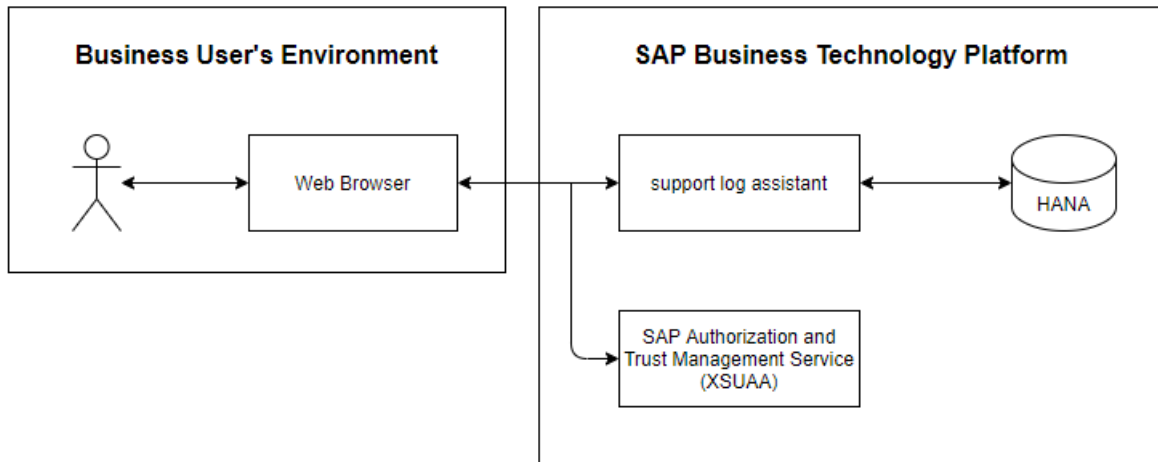 Business User's Environment
SAP Business Technology Platform
Web Browser
support log assistant
HANA
SAP Authorization and
Trust Management Service
(XSUAA)